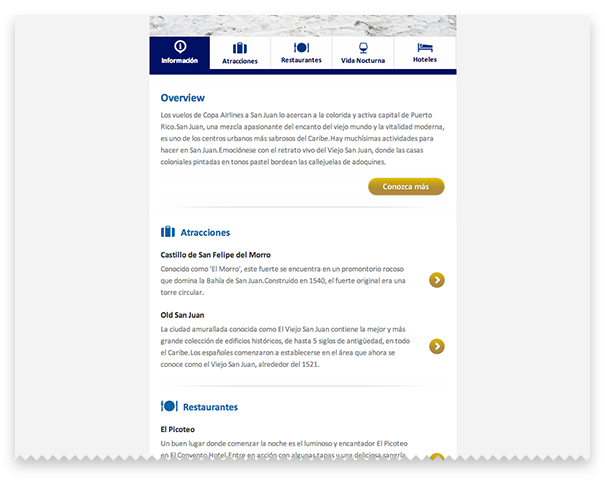 Información
Atracciones
Restaurantes
Vida Nocturna
Hoteles
Overview
Los vuelos de Copa Airlines a San Juan lo acercan a la colorida y activa capital de Puerto
Rico.San Juan, una mezcla apasionante del encanto del viejo mundo y la vitalidad moderna,
es uno de los centros urbanos más sabrosos del Caribe.Hay muchísimas actividades para
hacer en San Juan.Emociónese con el retrato vivo del Viejo San Juan, donde las casas
coloniales pintadas en tonos pastel bordean las callejuelas de adoquines.
Conozca más
Atracciones
Castillo de San Felipe del Morro
Conocido como 'El Morro', este fuerte se encuentra en un promontorio rocoso
que domina la Bahía de San Juan.Construido en 1540, el fuerte original era una
torre circular.
Old San Juan
La ciudad amurallada conocida como El Viejo San Juan contiene la mejor y más
grande colección de edificios históricos, de hasta 5 siglos de antigüedad, en todo
el Caribe.Los españoles comenzaron a establecerse en el área que ahora se
conoce como el Viejo San Juan, alrededor del 1521.
Restaurantes
El Picoteo
Un buen lugar donde comenzar la noche es el luminoso y encantador El Picoteo
en El Convento Hotel.Entre en acción con algunas tapas y una deliciosa sangría